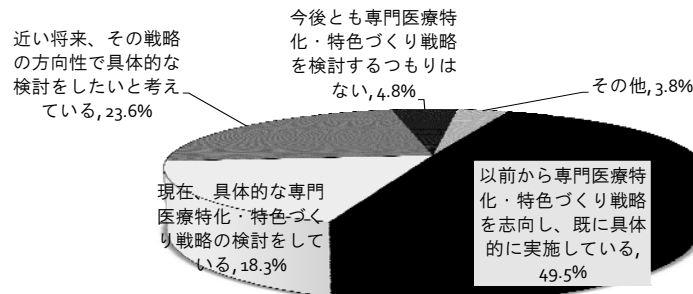 今後とも専門医療特
化・特色づくり戦略
を検討するつもりは
ない, 4.8%
近い将来、その戦略
の方向性で具体的な
検討をしたいと考え
ている, 23.6%
その他, 3.8%
以前から専門医療特
化・特色づくり戦略
を志向し、既に具体
的に実施している,
49.5%
現在、具体的な専門
医療特化・特色づく
り戦略の検討をして
いる, 18.3%